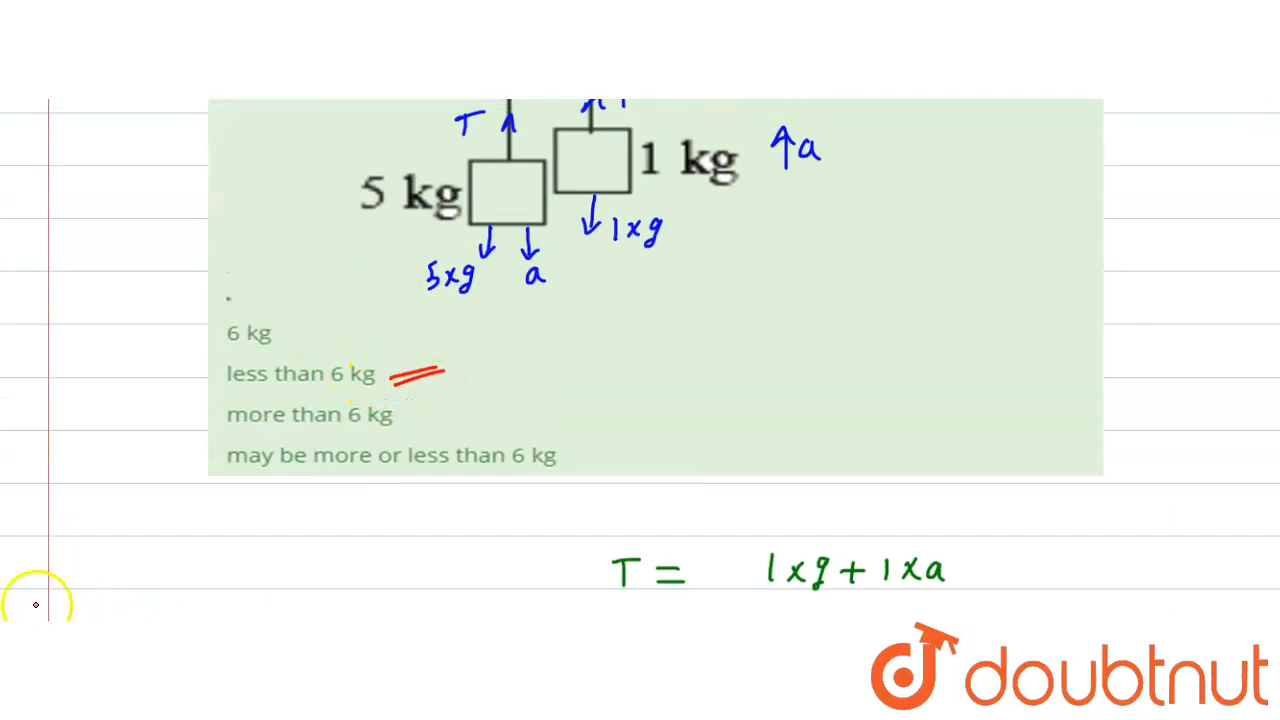 T
5 kg
1 kg
a
1xg
5xg
a
6 kg
less than 6 kg
more than 6 kg
may be more or less than 6 kg
T = 1xg + 1xa
doubtnut